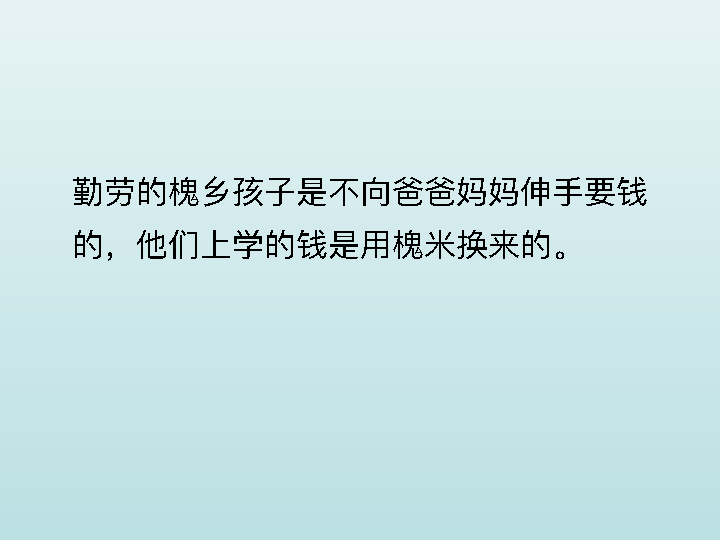 勤劳的槐乡孩子是不向爸爸妈妈伸手要钱
的，他们上学的钱是用槐米换来的。